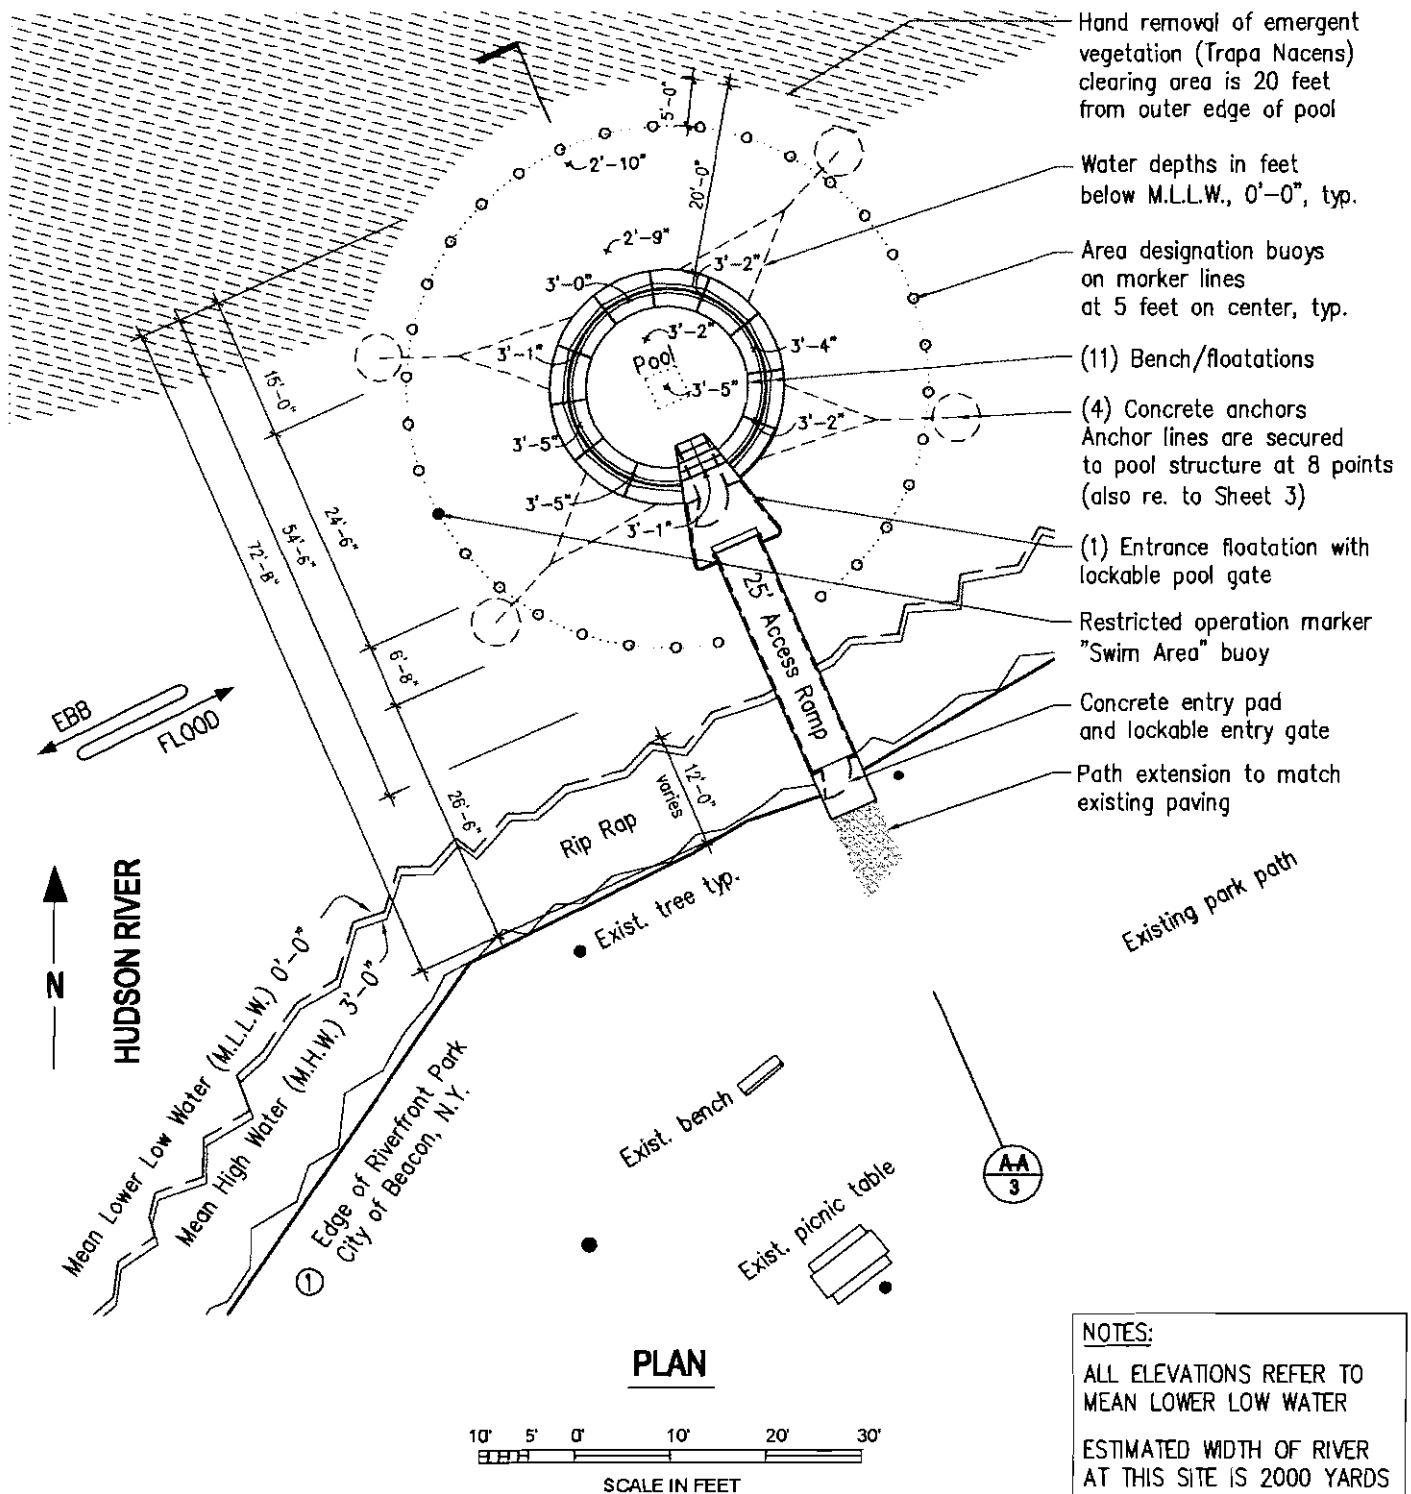 Hand removal of emergent
vegetation (Trapa Nacens)
clearing area is 20 feet
from outer edge of pool
Water depths in feet
below M.L.L.W., 0'-0", typ.
Area designation buoys
on marker lines
at 5 feet on center, typ.
(11) Bench/floatations
(4) Concrete anchors
Anchor lines are secured
to pool structure at 8 points
(also re. to Sheet 3)
(1) Entrance floatation with
lockable pool gate
Restricted operation marker
"Swim Area" buoy
Concrete entry pad
and lockable entry gate
Path extension to match
existing paving
5'-0"
20'-0"
2'-10"
2'-9"
3'-0"
3'-2"
3'-1"
3'-2"
Pool
3'-4"
3'-5"
3'-2"
3'-5"
3'-5"
3'-1"
25' Access Ramp
15'-0"
24'-6"
54'-6"
72'-8"
6'-8"
26'-6"
12'-0"
varies
EBB
FLOOD
Rip Rap
Exist. tree typ.
Existing park path
N
HUDSON RIVER
Mean Lower Low Water (M.L.L.W.) 0'-0"
Mean High Water (M.H.W.) 3'-0"
Edge of Riverfront Park
City of Beacon, N.Y.
1
Exist. bench
Exist. picnic table
A-A
3
PLAN
10' 5' 0' 10' 20' 30'
SCALE IN FEET
NOTES:
ALL ELEVATIONS REFER TO
MEAN LOWER LOW WATER
ESTIMATED WIDTH OF RIVER
AT THIS SITE IS 2000 YARDS